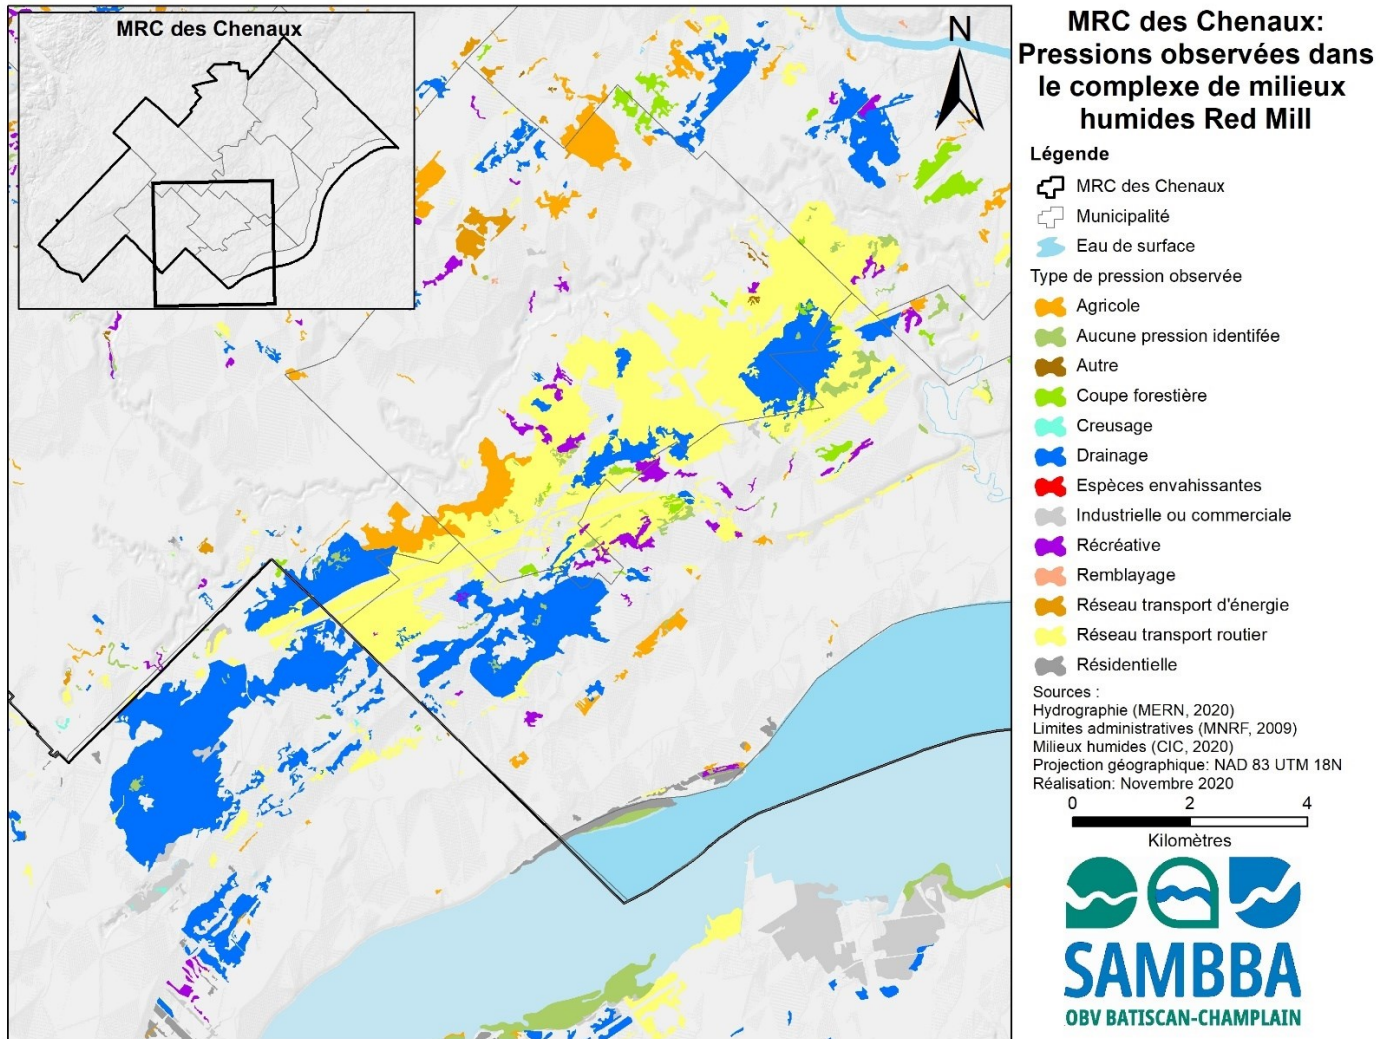 MRC des Chenaux
N
MRC des Chenaux:
Pressions observées dans
le complexe de milieux
humides Red Mill
Légende
MRC des Chenaux
Municipalité
Eau de surface
Type de pression observée
Agricole
Aucune pression identifée
Autre
Coupe forestière
Creusage
Drainage
Espèces envahissantes
Industrielle ou commerciale
Récréative
Remblayage
Réseau transport d'énergie
Réseau transport routier
Résidentielle
Sources :
Hydrographie (MERN, 2020)
Limites administratives (MNRF, 2009)
Milieux humides (CIC, 2020)
Projection géographique: NAD 83 UTM 18N
Réalisation: Novembre 2020
0 2 4
Kilomètres
SAMBBA
OBV BATISCAN-CHAMPLAIN